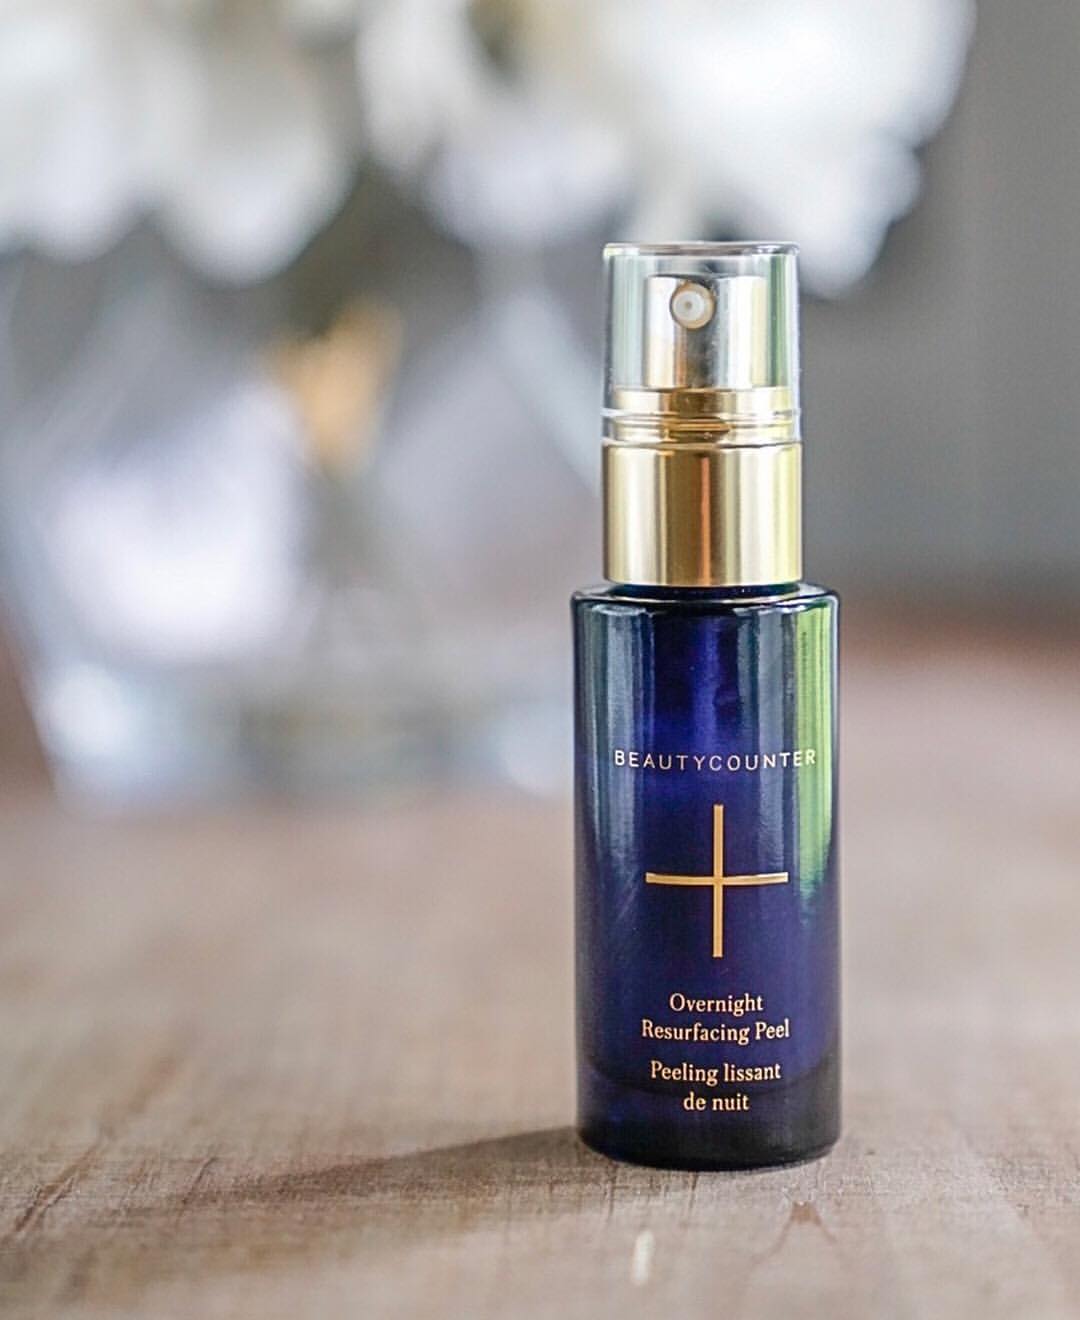 BEAUTYCOUNTER
Overnight
Resurfacing Peel
Peeling lissant
de nuit